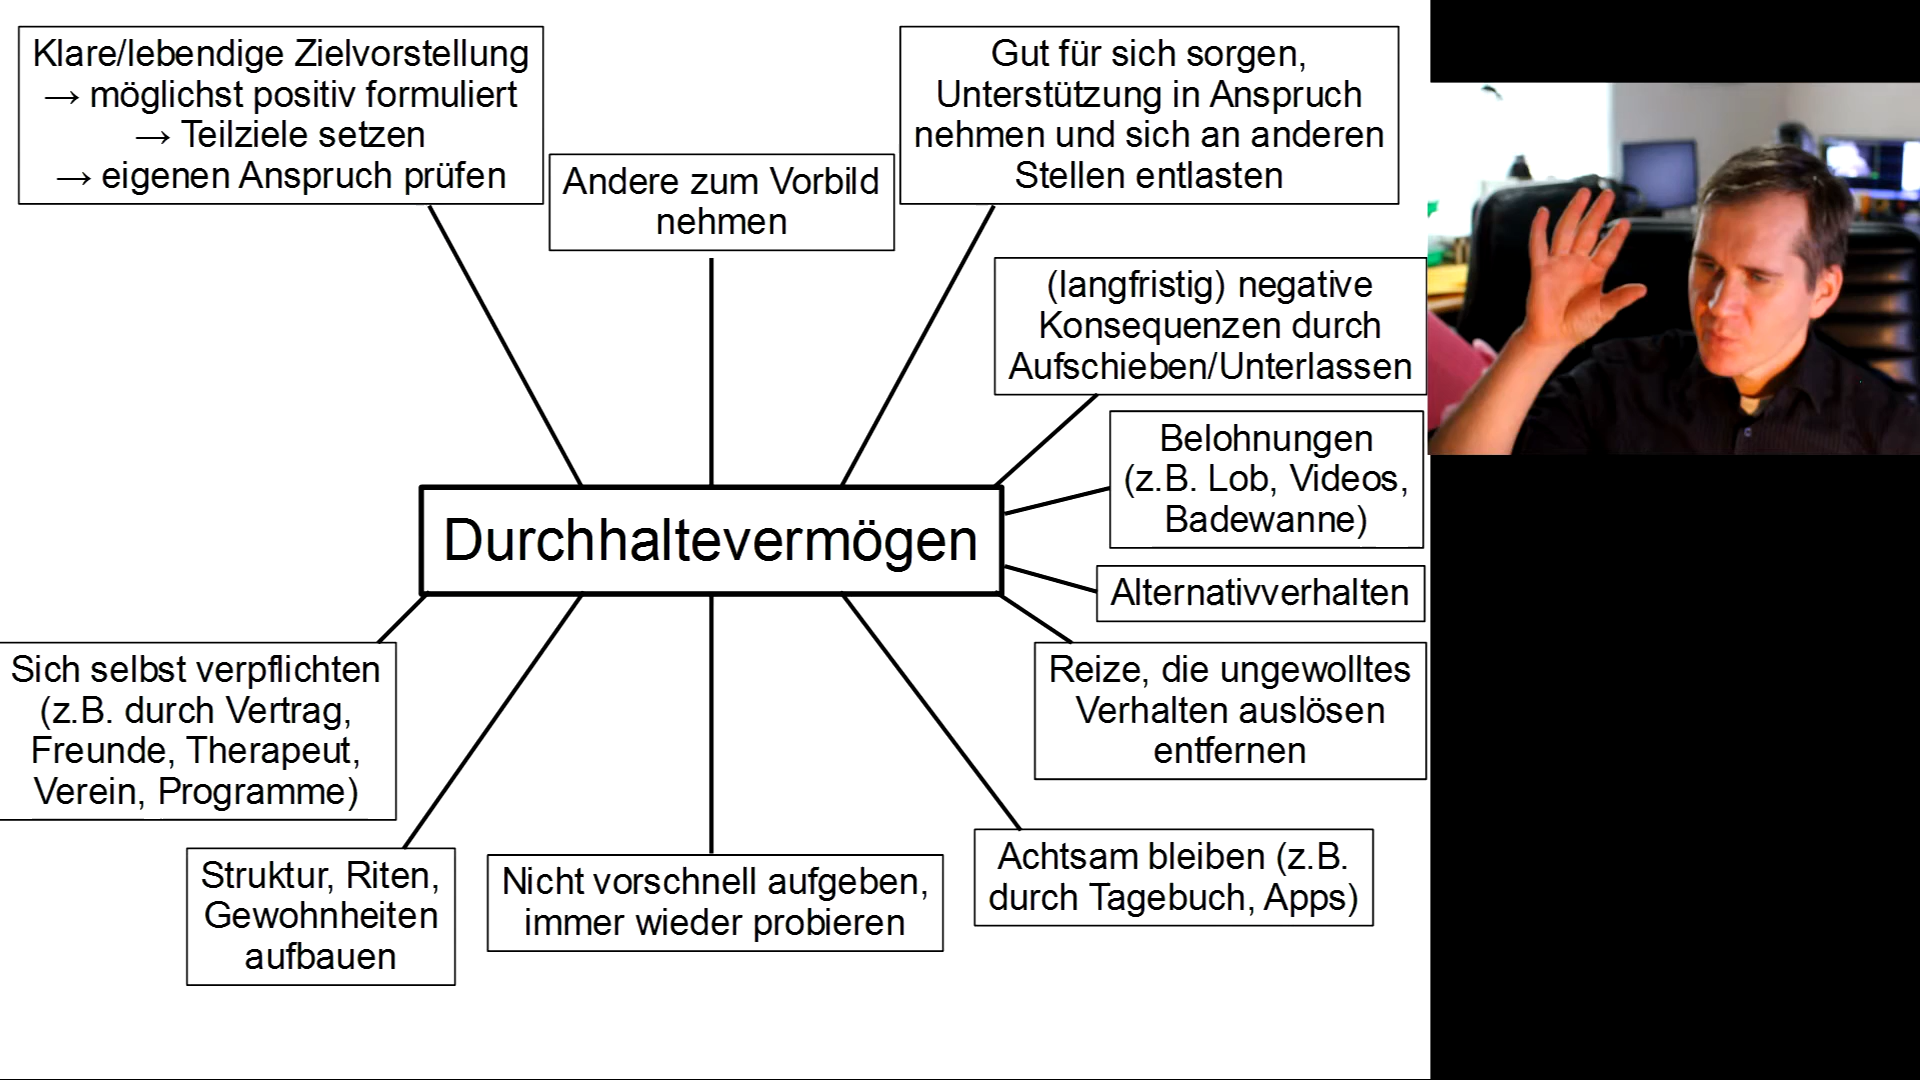 Klare/lebendige Zielvorstellung
→ möglichst positiv formuliert
→ Teilziele setzen
→ eigenen Anspruch prüfen
Andere zum Vorbild
nehmen
Gut für sich sorgen,
Unterstützung in Anspruch
nehmen und sich an anderen
Stellen entlasten
(langfristig) negative
Konsequenzen durch
Aufschieben/Unterlassen
Belohnungen
(z.B. Lob, Videos,
Badewanne)
Durchhaltevermögen
Alternativverhalten
Reize, die ungewolltes
Verhalten auslösen
entfernen
Sich selbst verpflichten
(z.B. durch Vertrag,
Freunde, Therapeut,
Verein, Programme)
Struktur, Riten,
Gewohnheiten
aufbauen
Nicht vorschnell aufgeben,
immer wieder probieren
Achtsam bleiben (z.B.
durch Tagebuch, Apps)